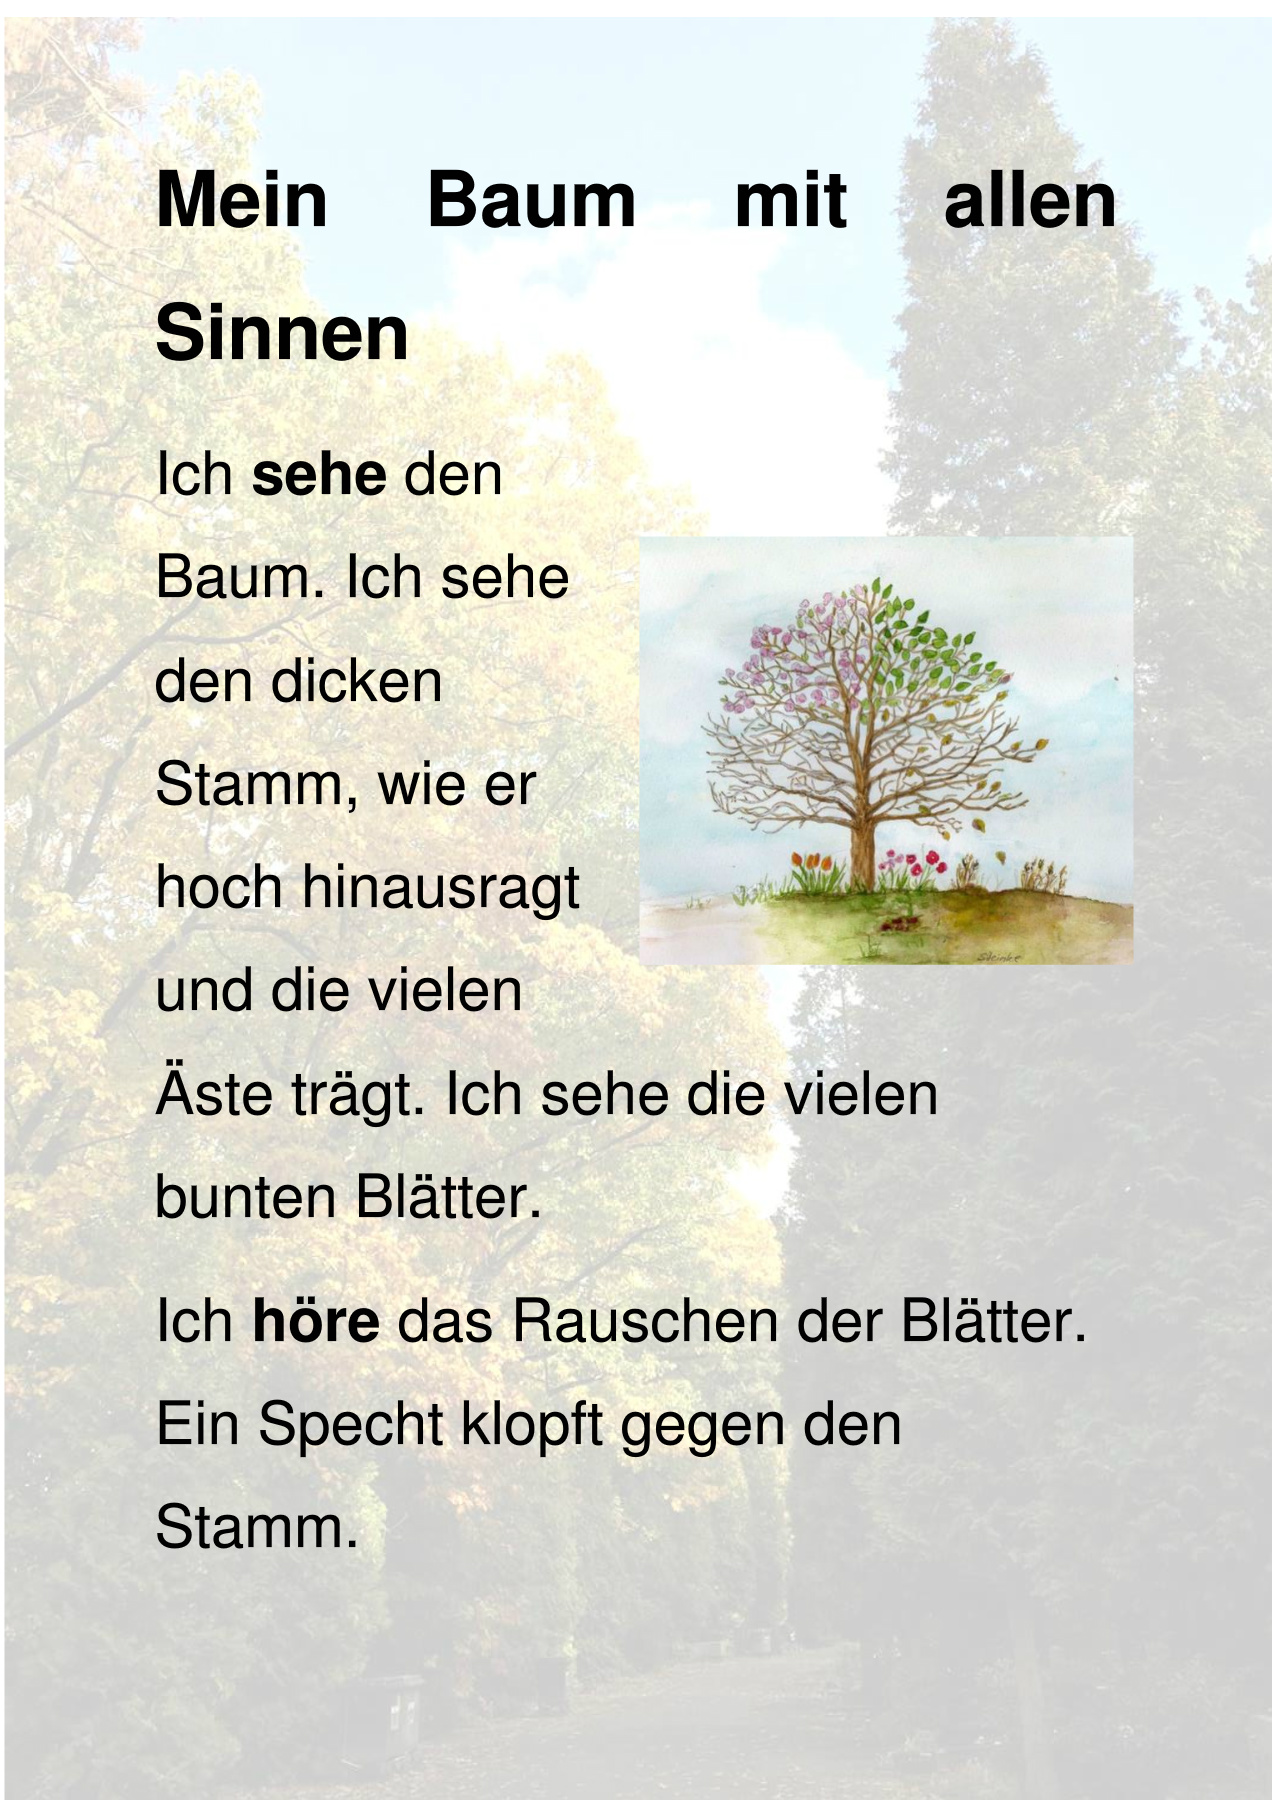 Mein Baum mit allen
Sinnen
Ich sehe den
Baum. Ich sehe
den dicken
Stamm, wie er
hoch hinausragt
und die vielen
Äste trägt. Ich sehe die vielen
bunten Blätter.
Ich höre das Rauschen der Blätter.
Ein Specht klopft gegen den
Stamm.